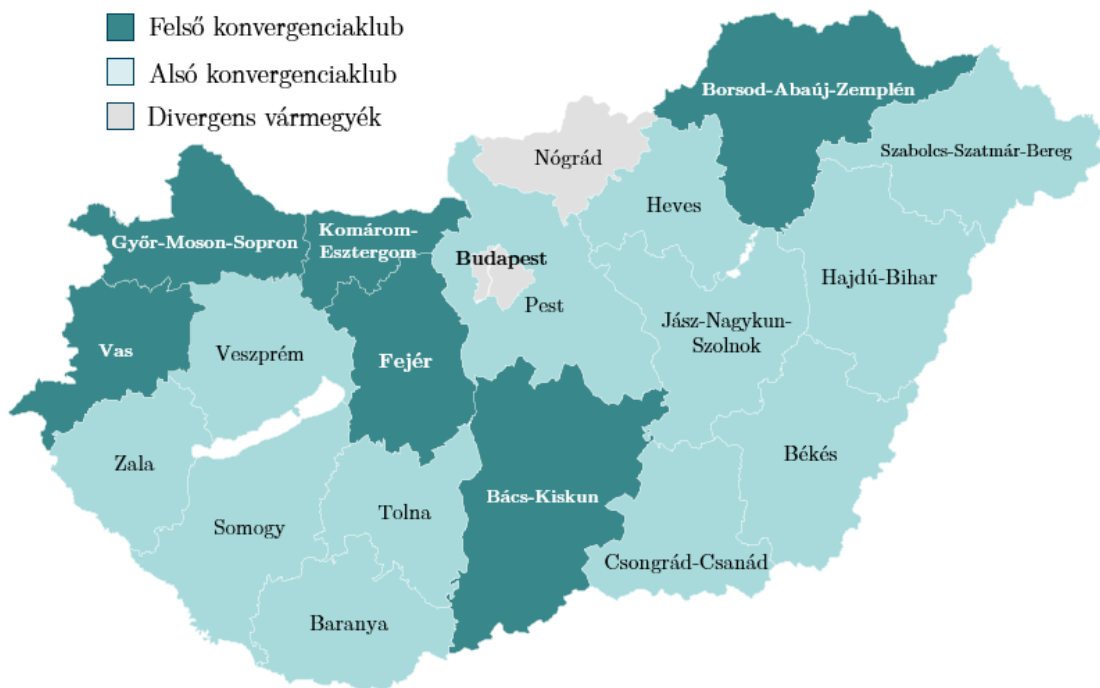 Felső konvergenciaklub
Alsó konvergenciaklub
Divergens vármegyék
Borsod-Abaúj-Zemplén
Szabolcs-Szatmár-Bereg
Nógrád
Heves
Győr-Moson-Sopron
Komárom-
Esztergom
Budapest
Pest
Hajdú-Bihar
Jász-Nagykun-
Szolnok
Vas
Veszprém
Fejér
Zala
Somogy
Tolna
Bács-Kiskun
Békés
Csongrád-Csanád
Baranya